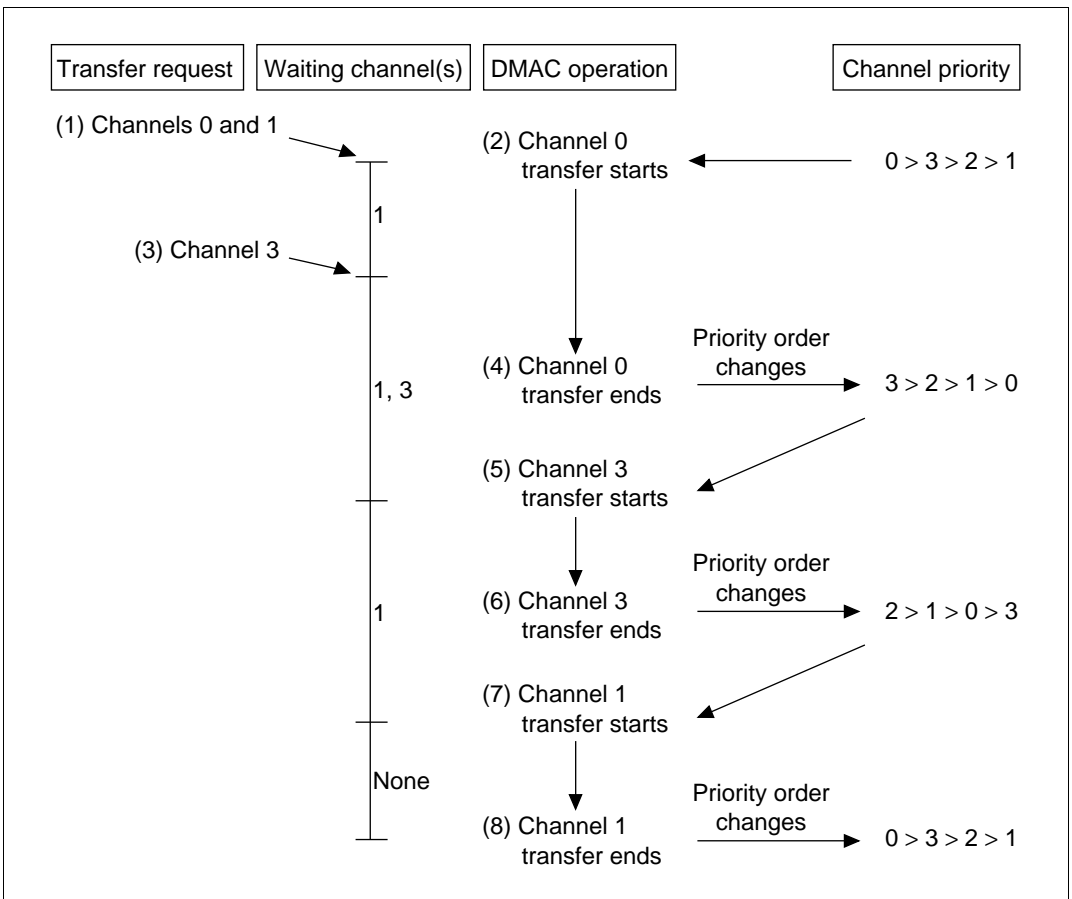 Transfer request
Waiting channel(s)
DMAC operation
Channel priority
(1) Channels 0 and 1
(2) Channel 0
transfer starts
0 > 3 > 2 > 1
1
(3) Channel 3
1, 3
(4) Channel 0
transfer ends
Priority order
changes
3 > 2 > 1 > 0
(5) Channel 3
transfer starts
1
(6) Channel 3
transfer ends
Priority order
changes
2 > 1 > 0 > 3
(7) Channel 1
transfer starts
None
(8) Channel 1
transfer ends
Priority order
changes
0 > 3 > 2 > 1